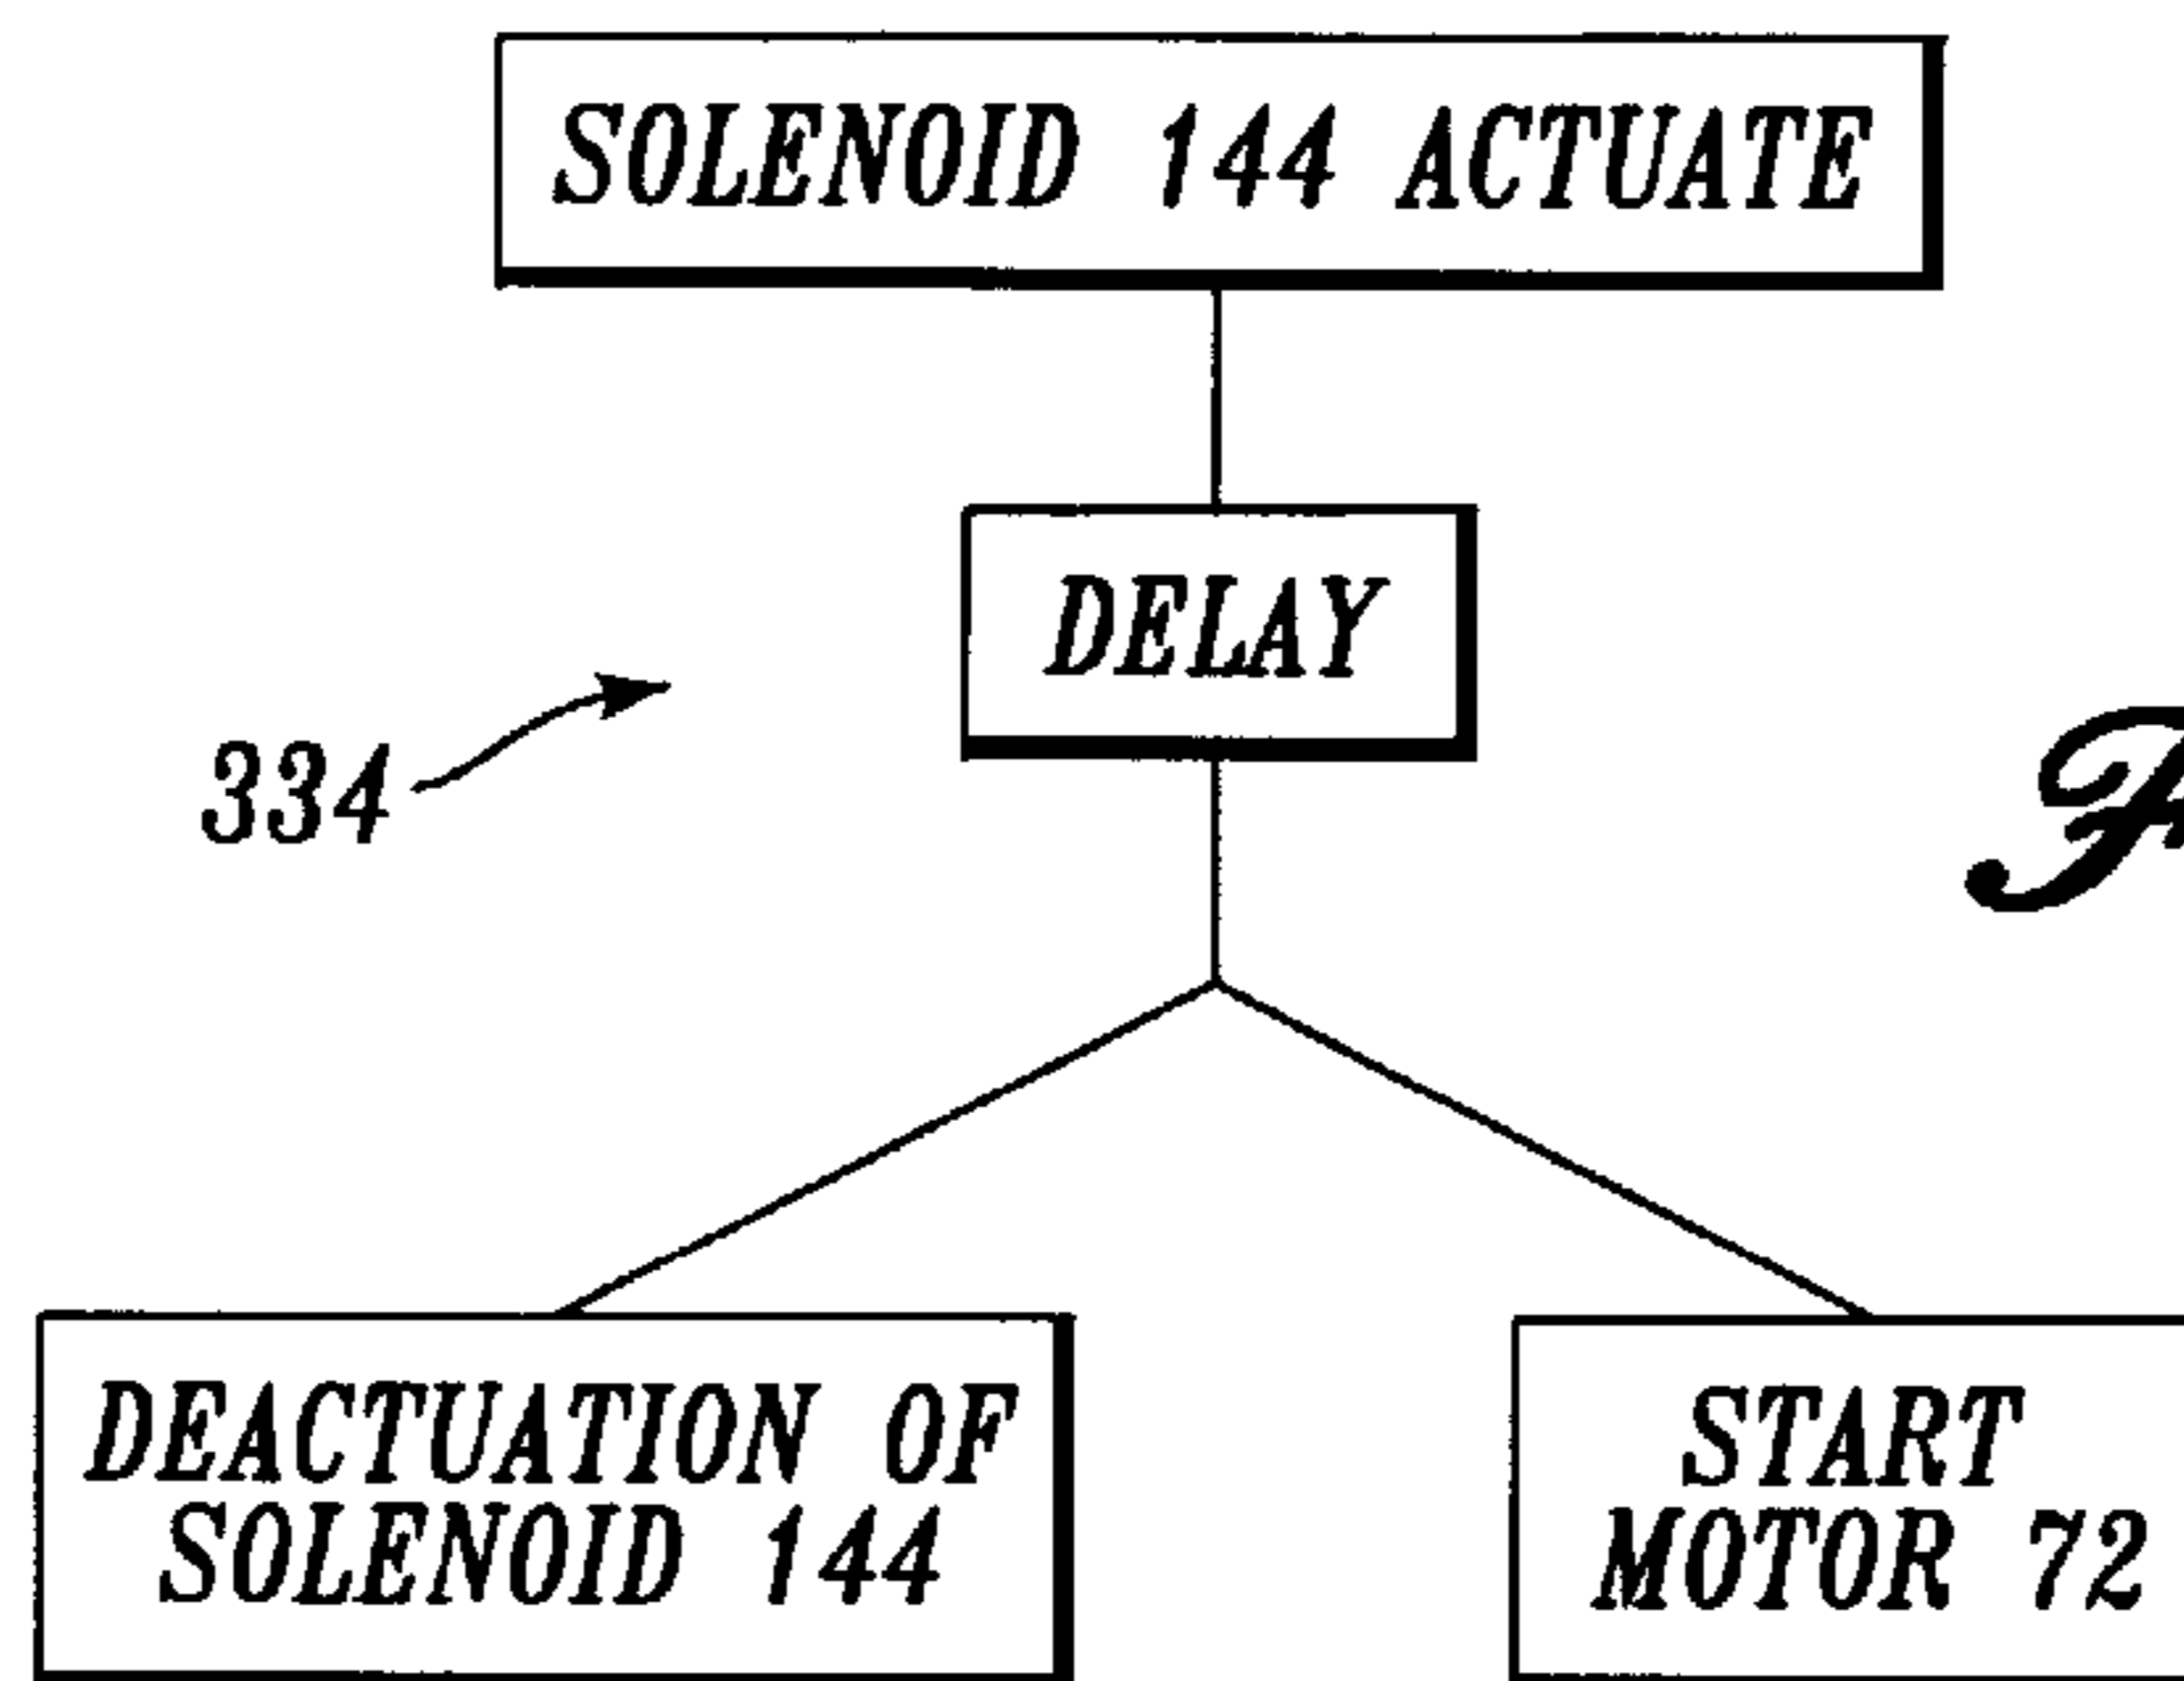 SOLENOID 144 ACTUATE
DELAY
334
DEACTUATION OF
SOLENOID 144
START
MOTOR 72